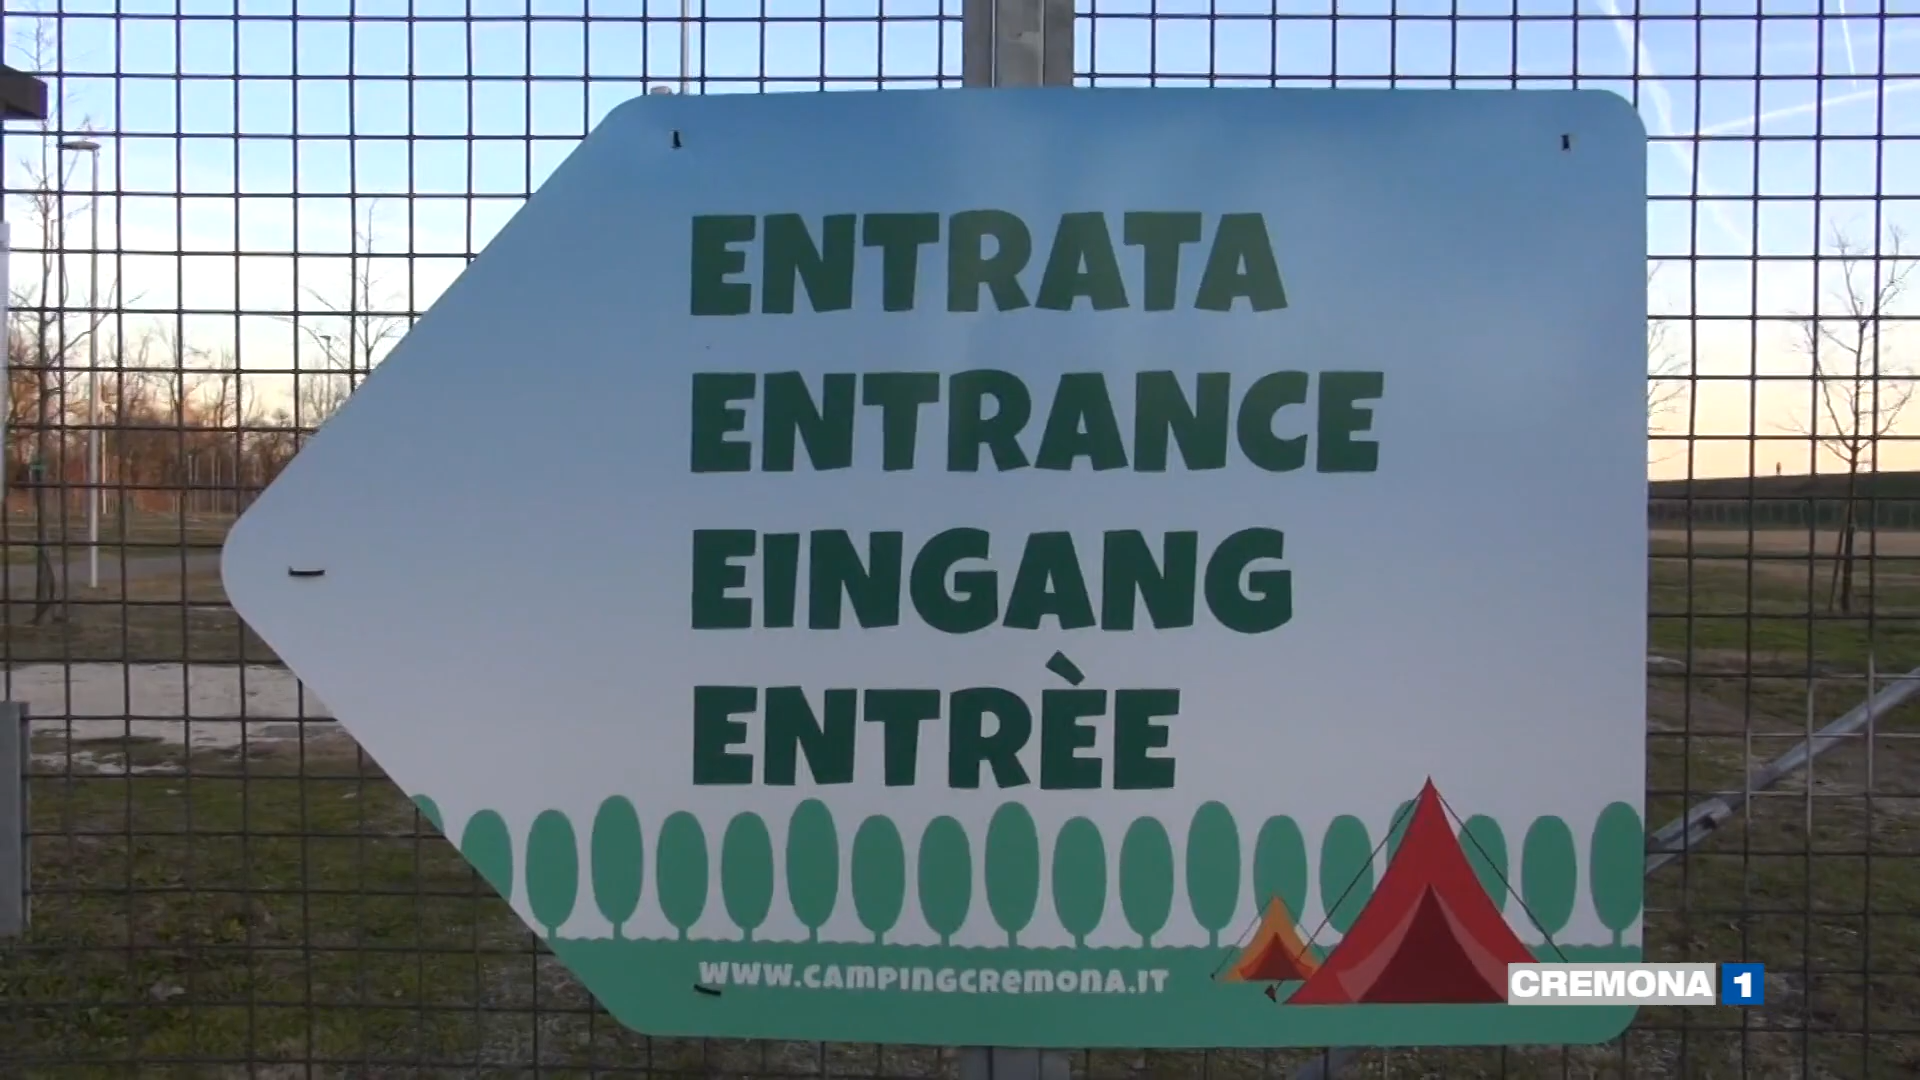 ENTRATA
ENTRANCE
EINGANG
ENTRÈE
WWW.CAMPINGCREMONA.IT
CREMONA 1